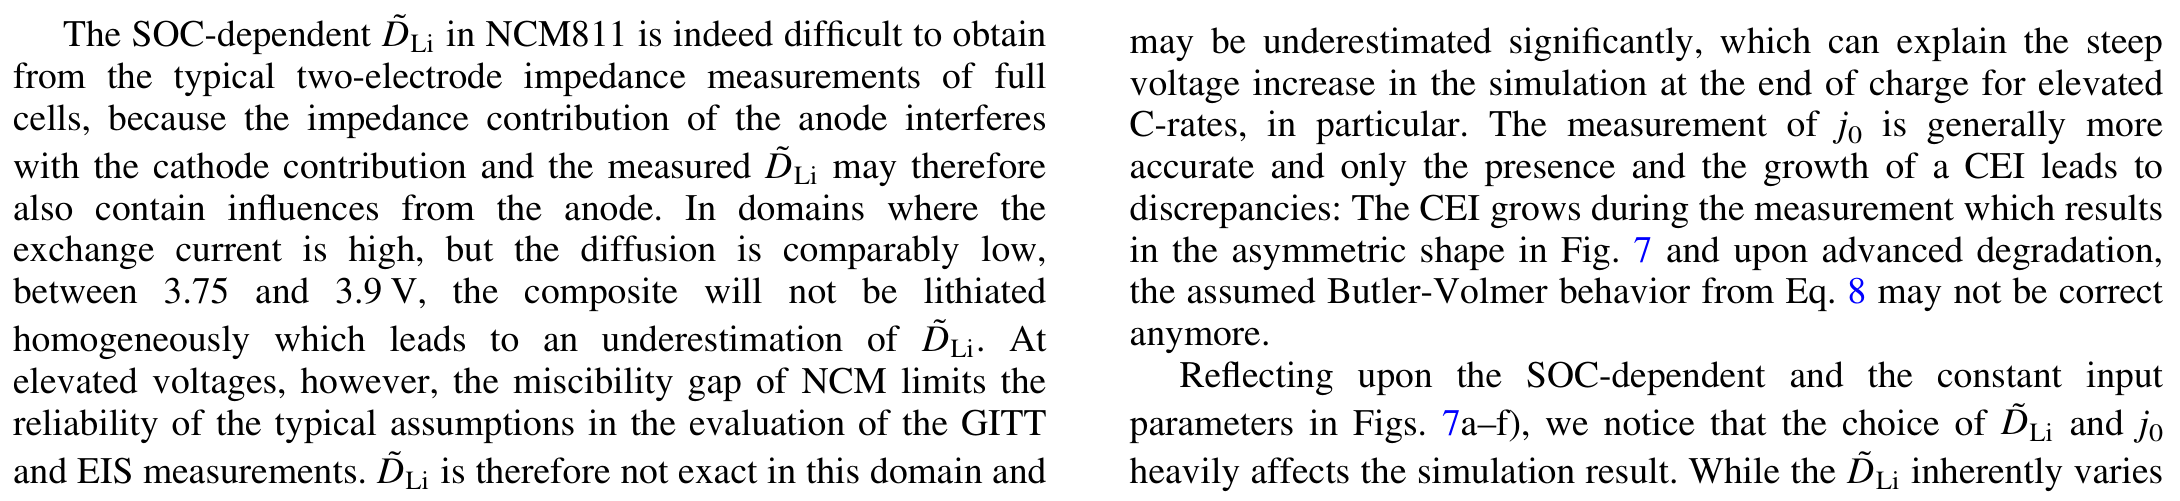 The SOC-dependent D̃Li in NCM811 is indeed difficult to obtain
from the typical two-electrode impedance measurements of full
cells, because the impedance contribution of the anode interferes
with the cathode contribution and the measured D̃Li may therefore
also contain influences from the anode. In domains where the
exchange current is high, but the diffusion is comparably low,
between 3.75 and 3.9 V, the composite will not be lithiated
homogeneously which leads to an underestimation of D̃Li. At
elevated voltages, however, the miscibility gap of NCM limits the
reliability of the typical assumptions in the evaluation of the GITT
and EIS measurements. D̃Li is therefore not exact in this domain and
may be underestimated significantly, which can explain the steep
voltage increase in the simulation at the end of charge for elevated
C-rates, in particular. The measurement of j0 is generally more
accurate and only the presence and the growth of a CEI leads to
discrepancies: The CEI grows during the measurement which results
in the asymmetric shape in Fig. 7 and upon advanced degradation,
the assumed Butler-Volmer behavior from Eq. 8 may not be correct
anymore.
Reflecting upon the SOC-dependent and the constant input
parameters in Figs. 7a–f), we notice that the choice of D̃Li and j0
heavily affects the simulation result. While the D̃Li inherently varies